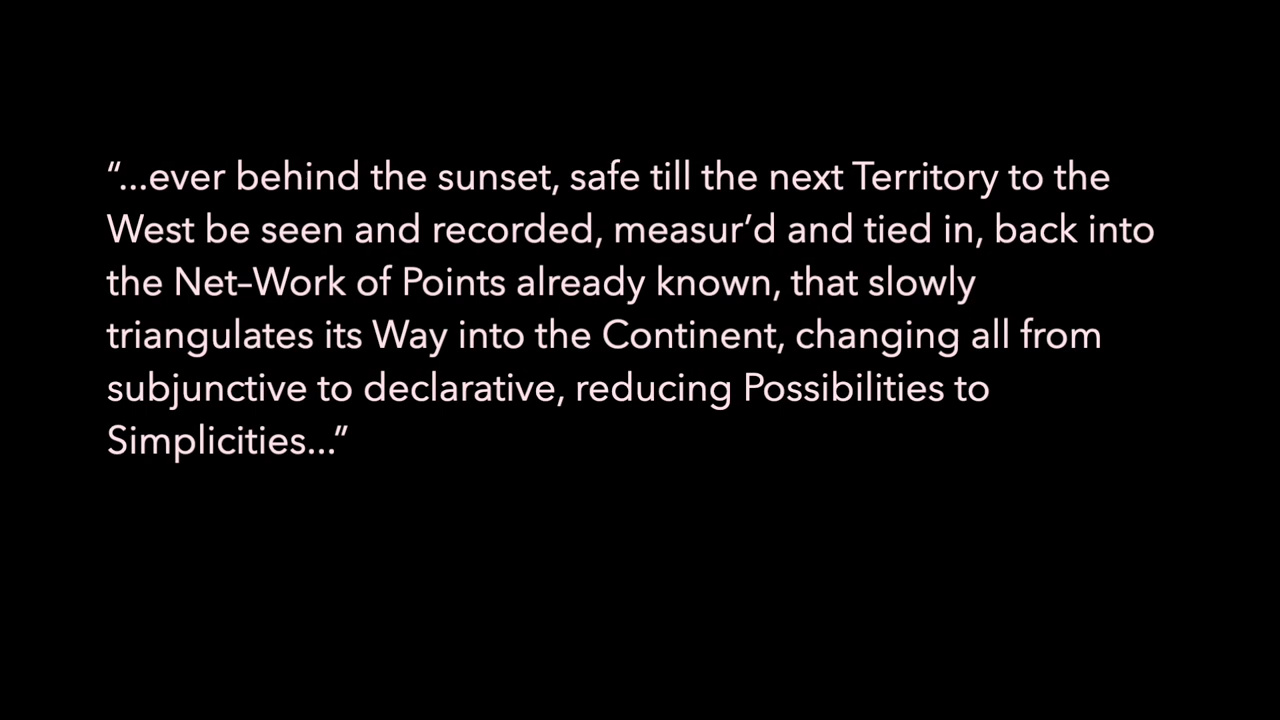 “...ever behind the sunset, safe till the next Territory to the
West be seen and recorded, measur’d and tied in, back into
the Net–Work of Points already known, that slowly
triangulates its Way into the Continent, changing all from
subjunctive to declarative, reducing Possibilities to
Simplicities...”